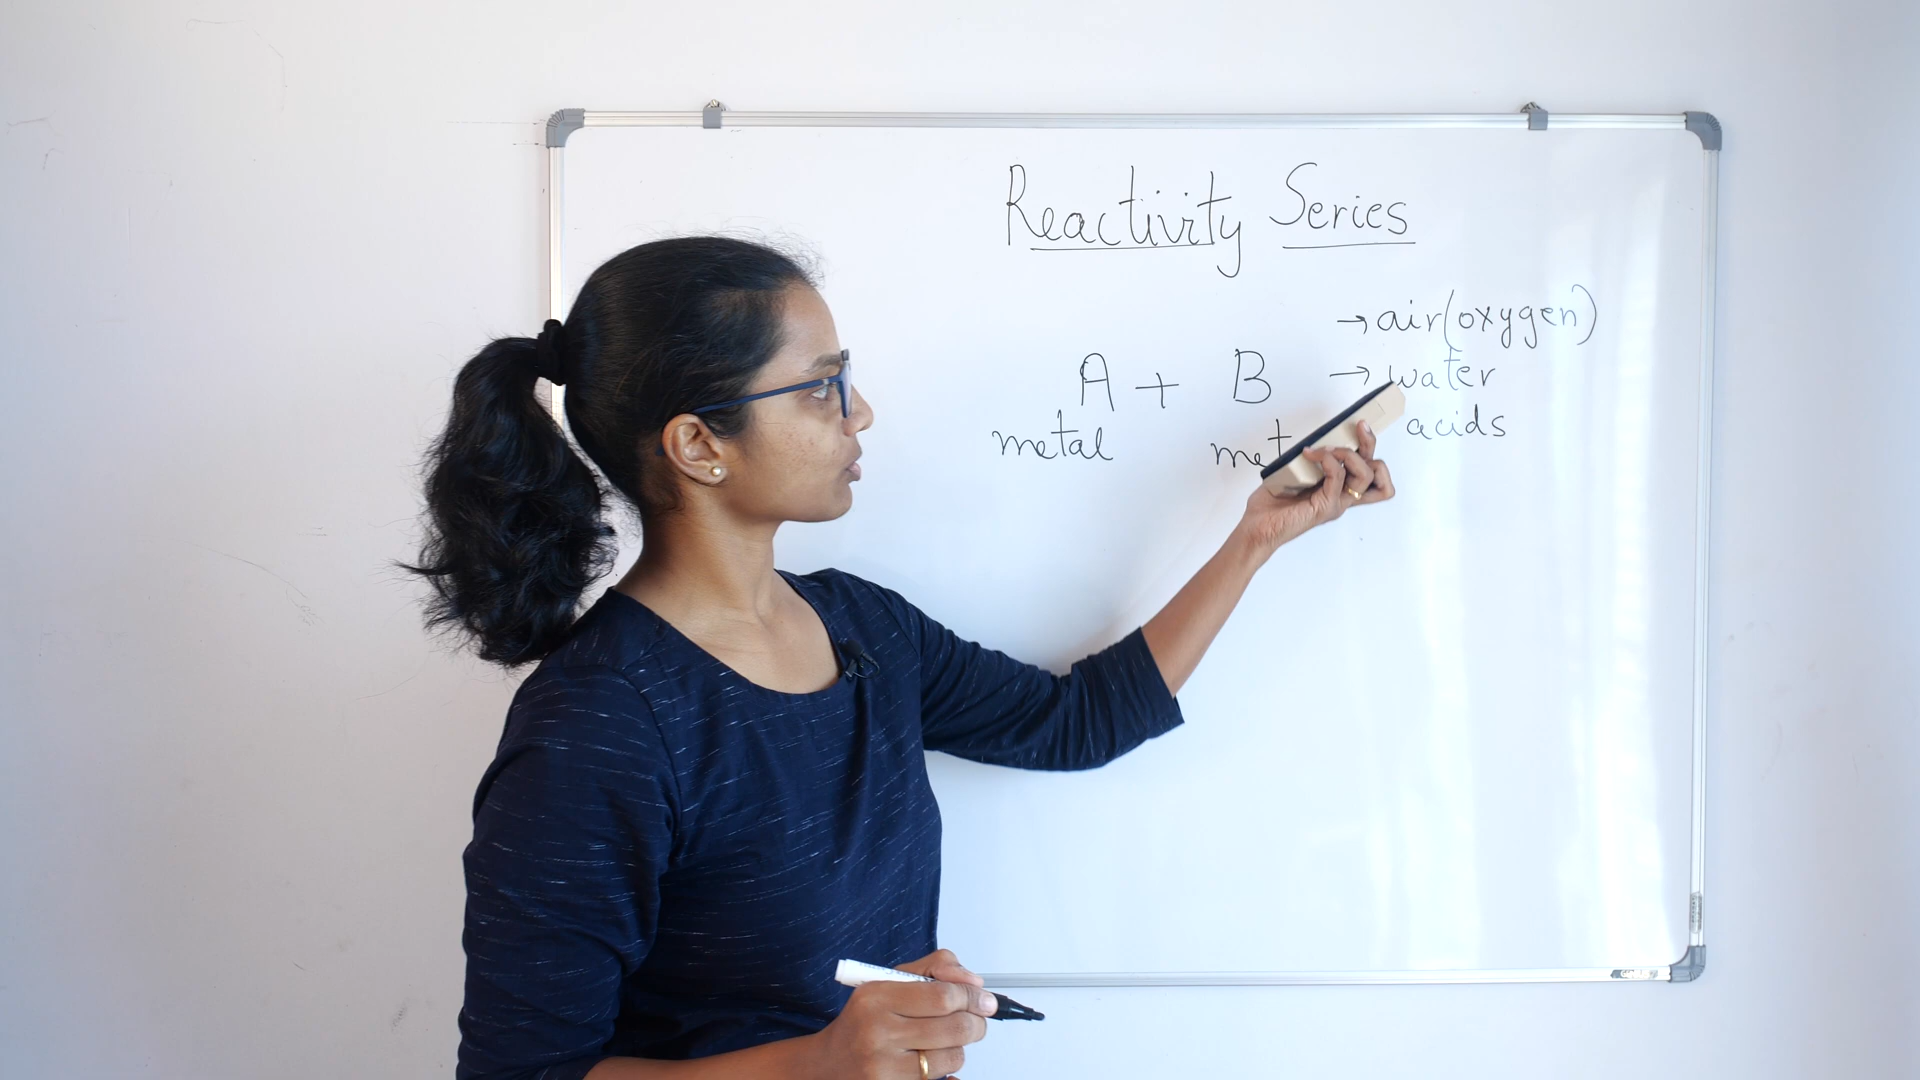 Reactivity Series
→ air (oxygen)
A + B → water
acids
metal met